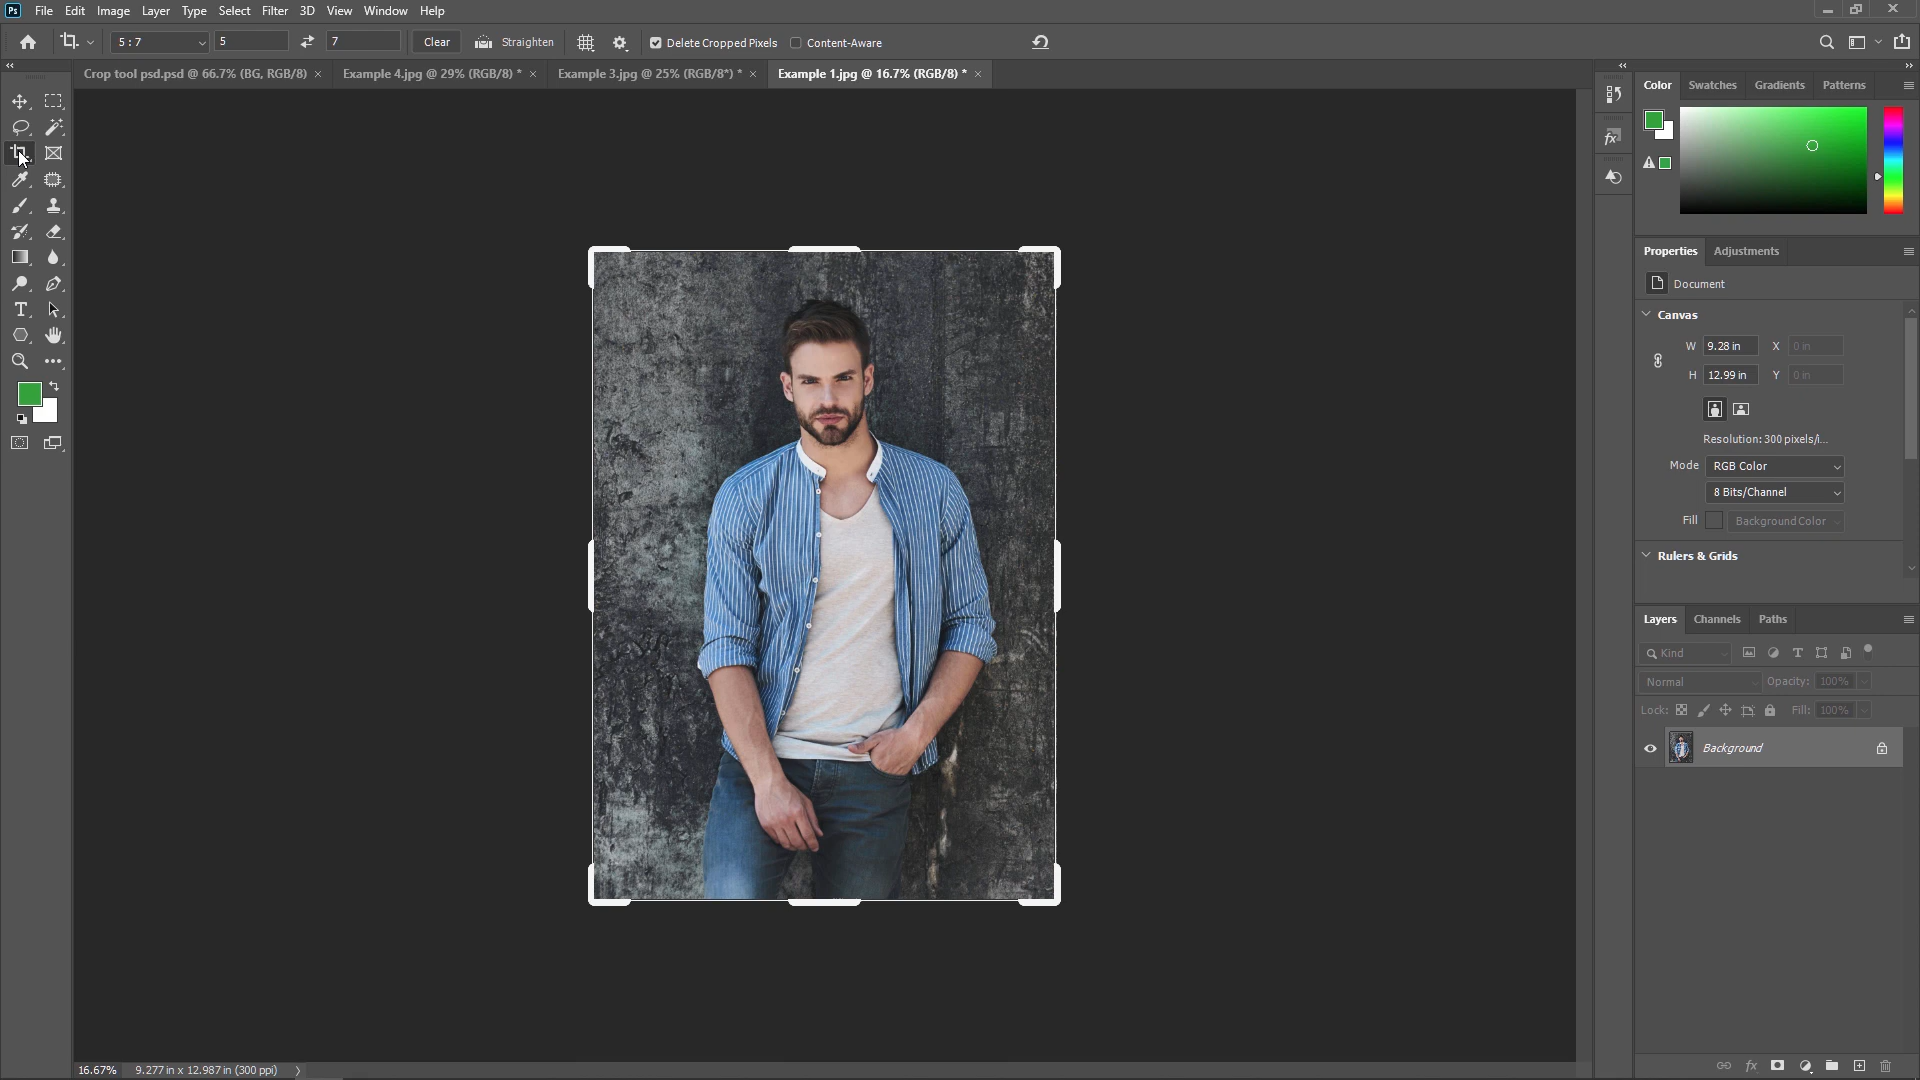 Ps File Edit Image Layer Type Select Filter 3D View Window Help
5 : 7 5 7 Clear Straighten Delete Cropped Pixels Content-Aware
Crop tool psd.psd @ 66.7% (BG, RGB/8) × Example 4.jpg @ 29% (RGB/8) * × Example 3.jpg @ 25% (RGB/8*) * × Example 1.jpg @ 16.7% (RGB/8) * ×
Color Swatches Gradients Patterns
fx
Properties Adjustments
Document
Canvas
W 9.28 in X 0 in
H 12.99 in Y 0 in
Resolution: 300 pixels/i...
Mode RGB Color
8 Bits/Channel
Fill Background Color
Rulers & Grids
Layers Channels Paths
Kind
Normal Opacity: 100%
Lock: Fill: 100%
Background
16.67% 9.277 in x 12.987 in (300 ppi)
fx